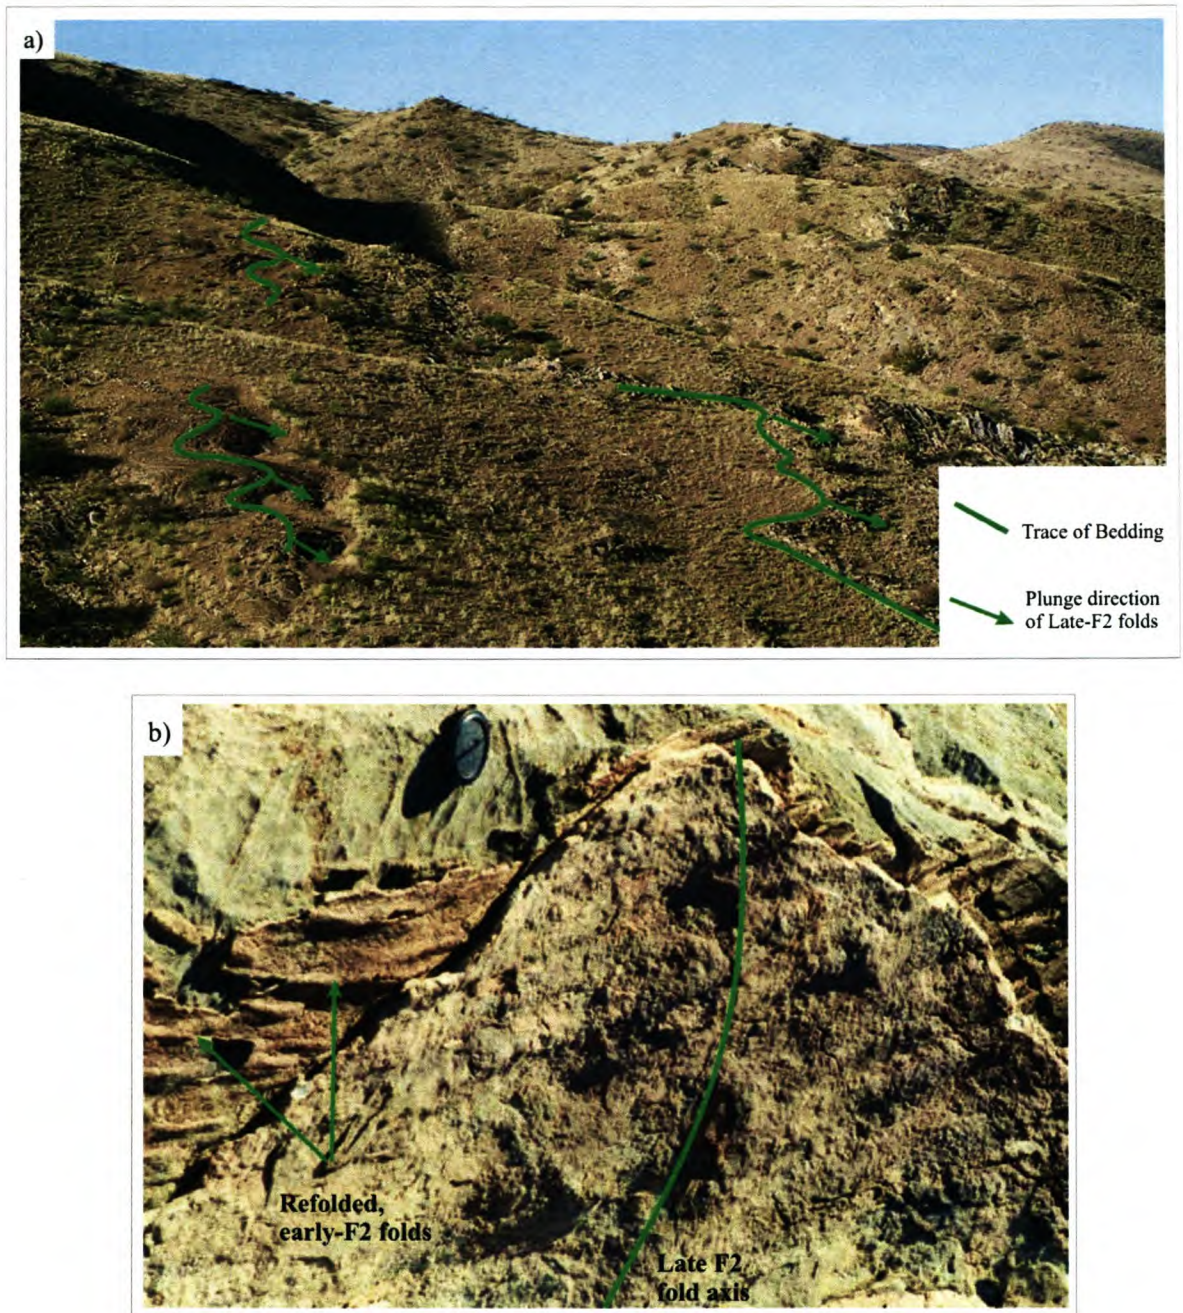 a)
Trace of Bedding
Plunge direction
of Late-F2 folds
b)
Refolded,
early-F2 folds
Late F2
fold axis